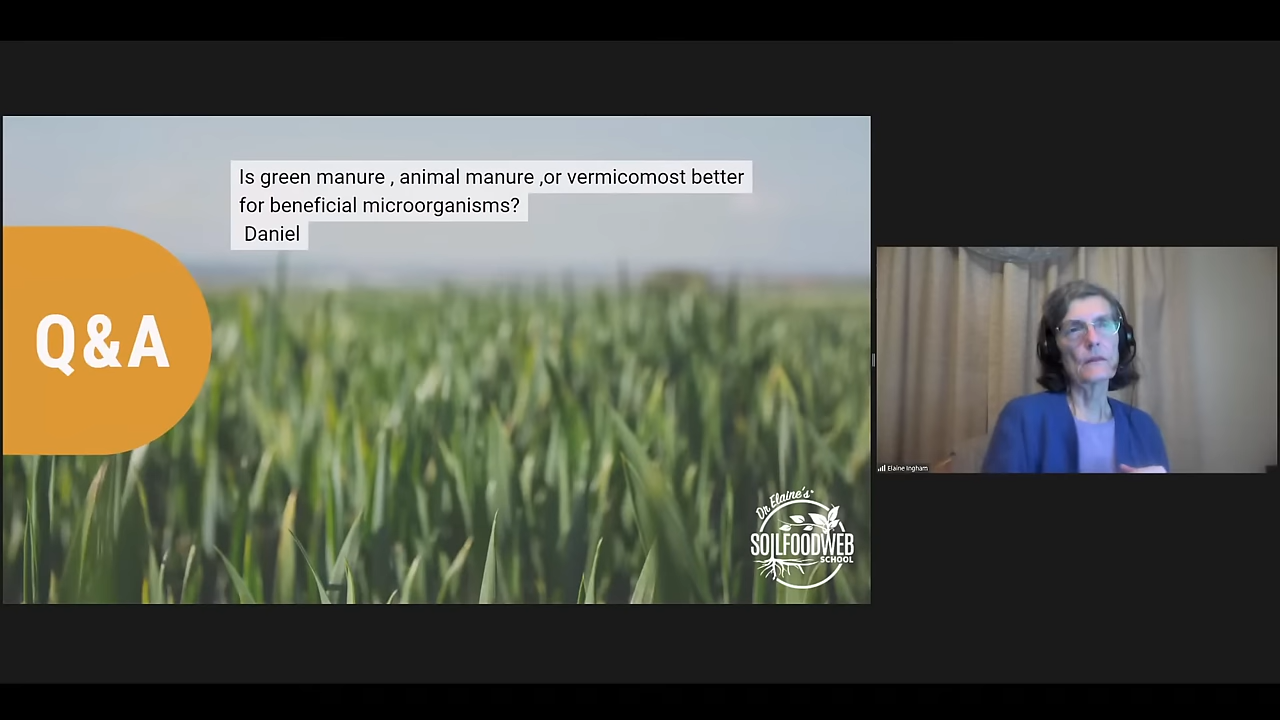 Is green manure , animal manure ,or vermicomost better
for beneficial microorganisms?
Daniel
Q&A
Dr Elaine's
SOILFOODWEB
SCHOOL
Elaine Ingham